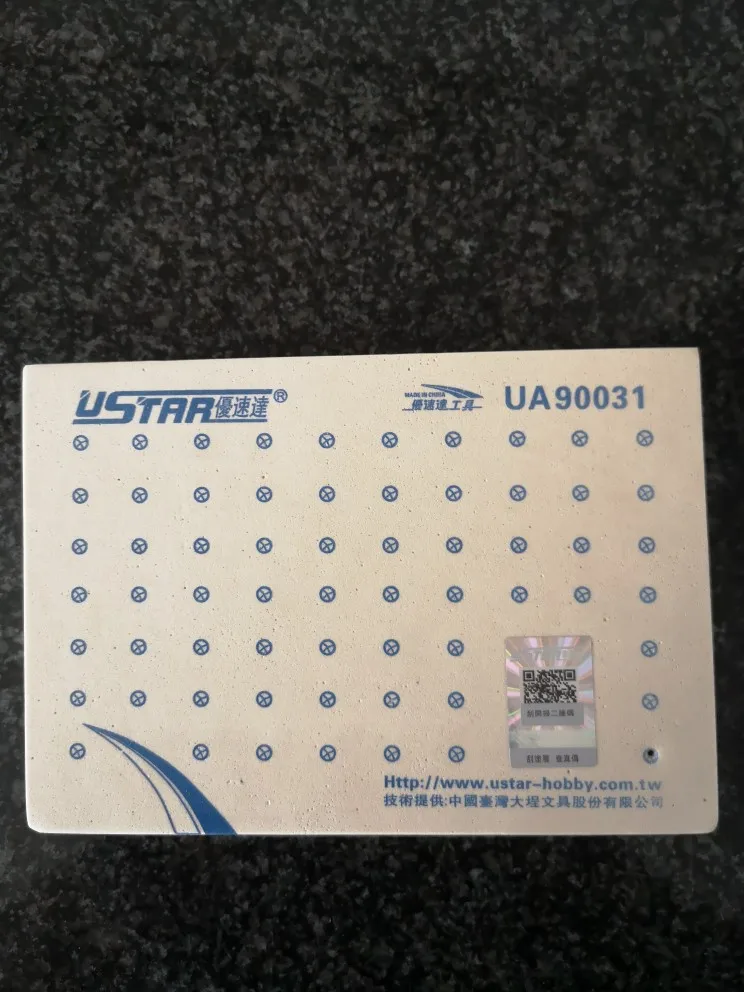 USTAR優速達®
MADE IN CHINA
優速達工具
UA90031
Http://www.ustar-hobby.com.tw
技術提供:中國臺灣大埕文具股份有限公司